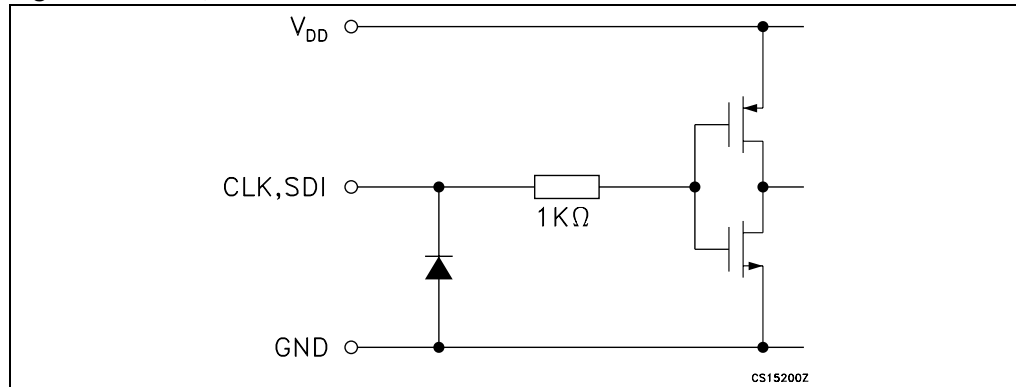 V_DD
CLK,SDI
1KΩ
GND
CS15200Z